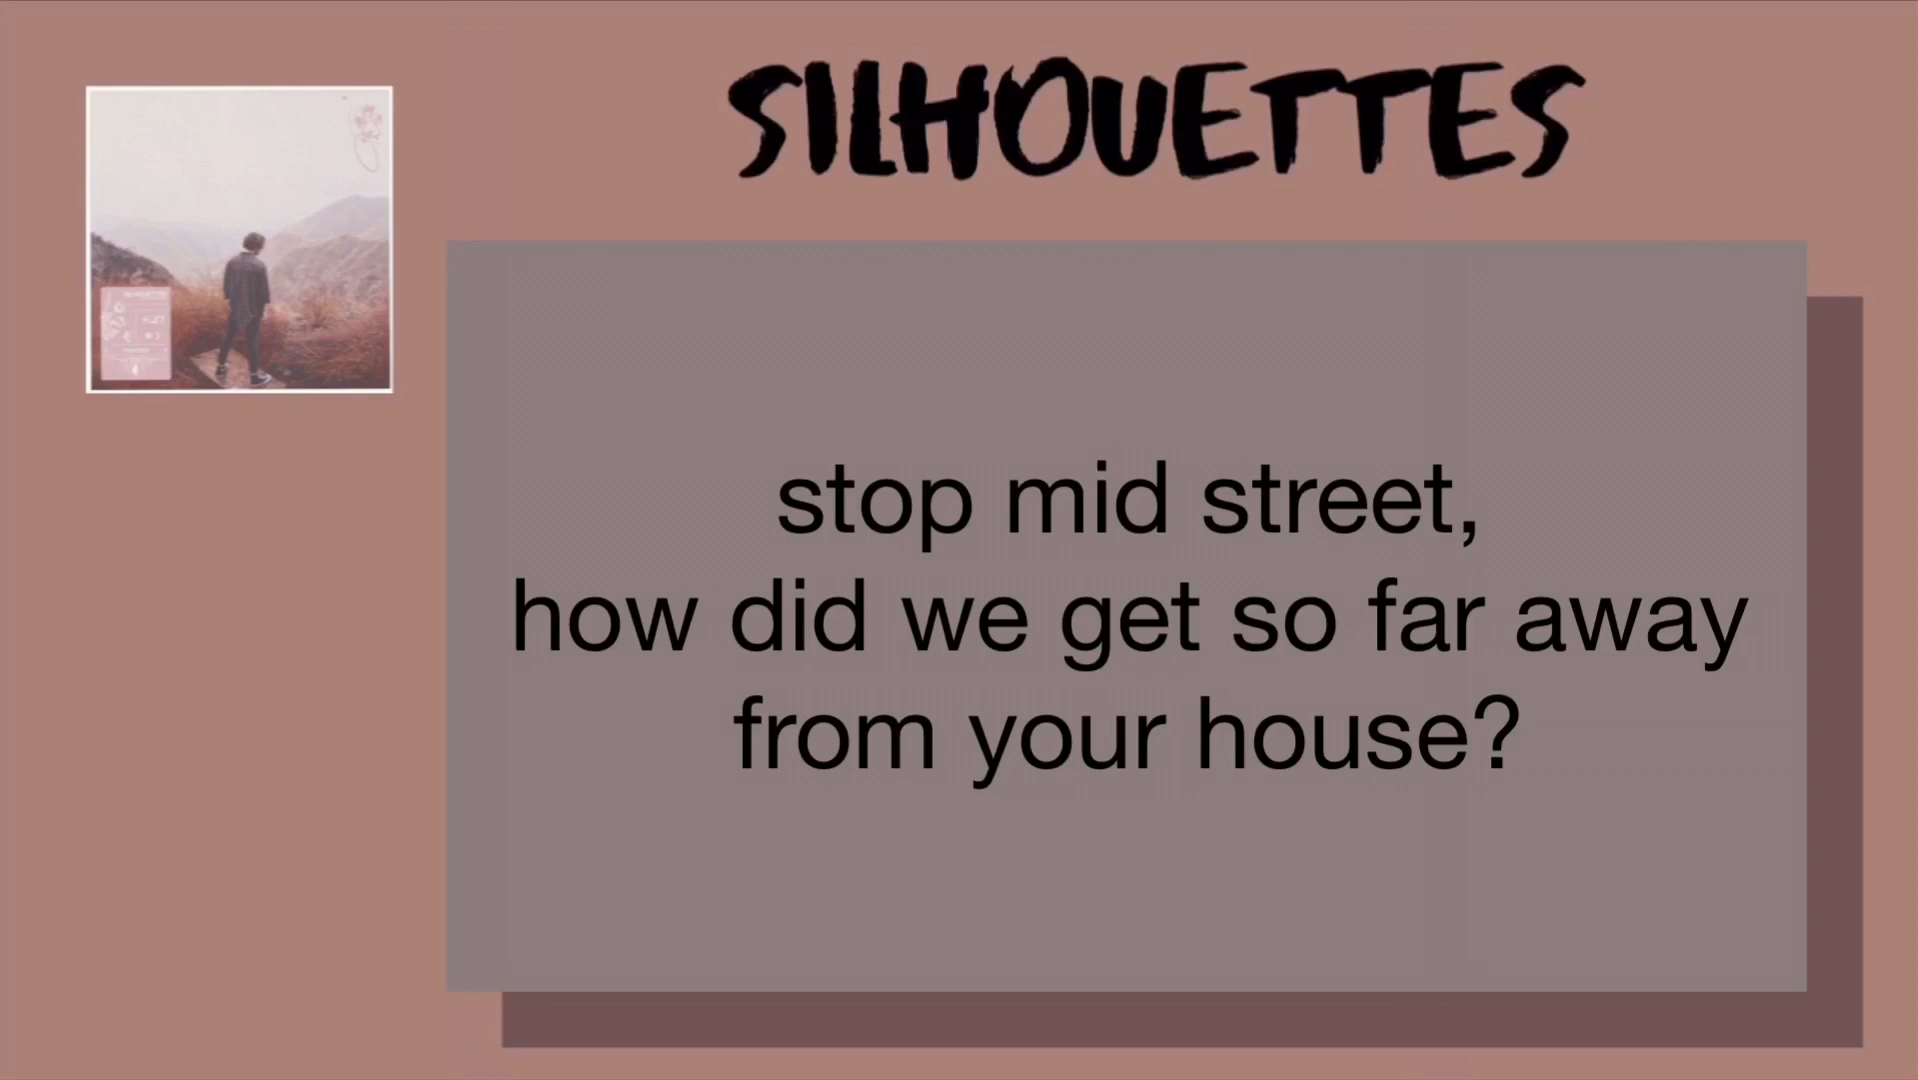 SILHOUETTES
stop mid street,
how did we get so far away
from your house?